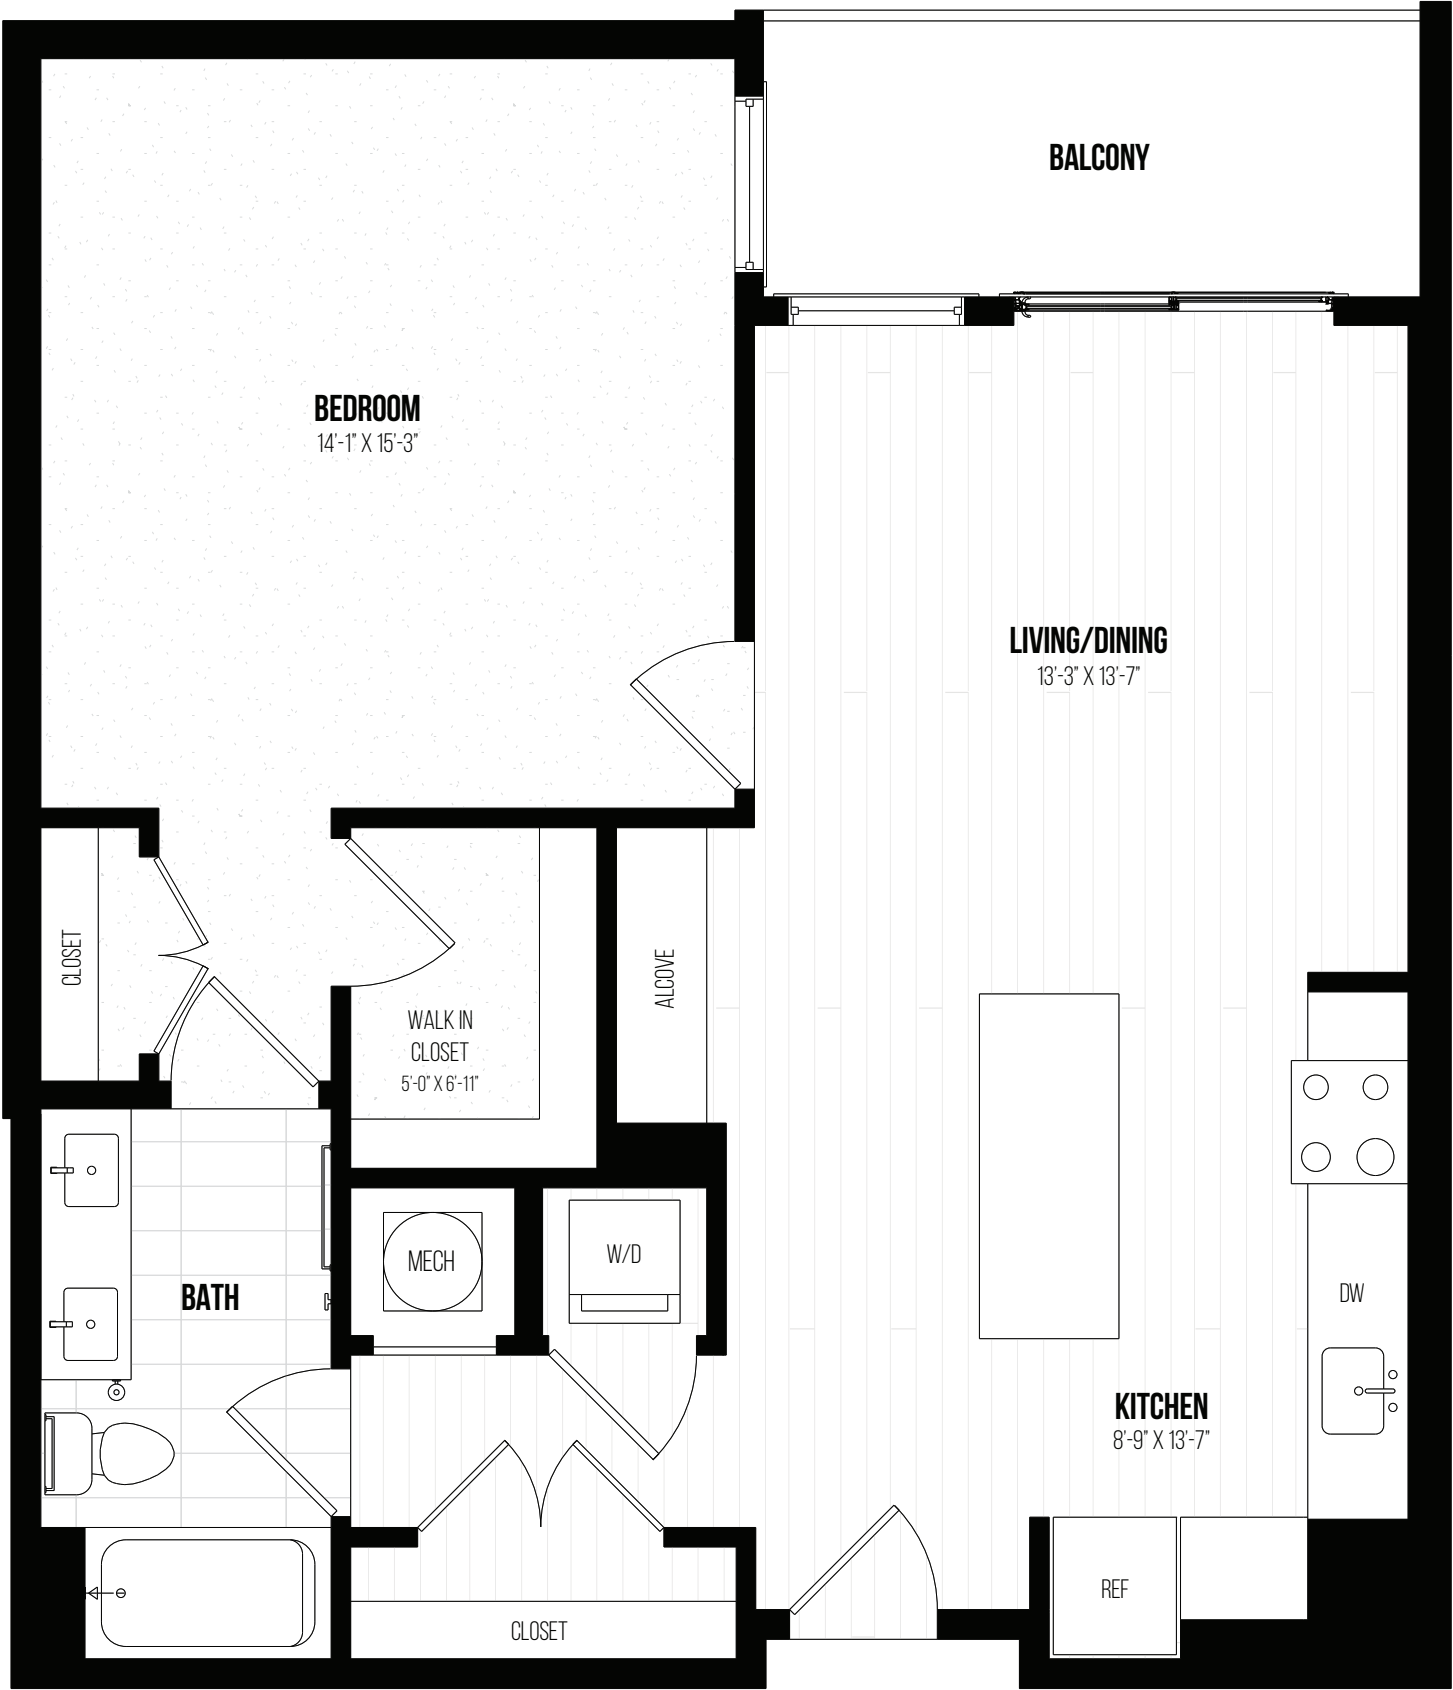 BALCONY
BEDROOM
14'-1" X 15'-3"
LIVING/DINING
13'-3" X 13'-7"
CLOSET
ALCOVE
WALK IN
CLOSET
5'-0" X 6'-11"
MECH
W/D
BATH
DW
KITCHEN
8'-9" X 13'-7"
REF
CLOSET